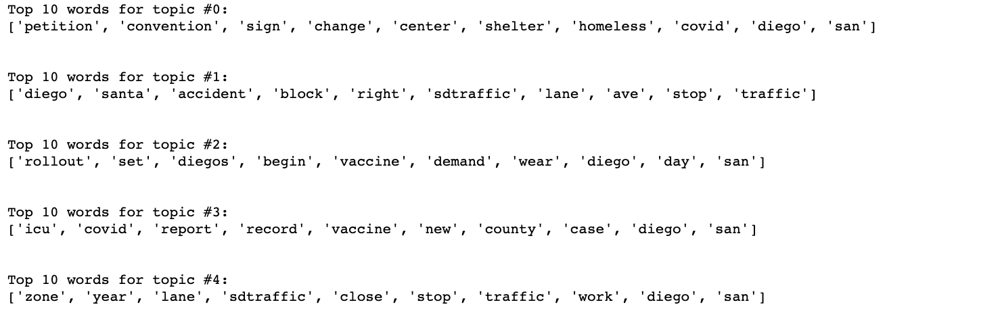 Top 10 words for topic #0:
['petition', 'convention', 'sign', 'change', 'center', 'shelter', 'homeless', 'covid', 'diego', 'san']
Top 10 words for topic #1:
['diego', 'santa', 'accident', 'block', 'right', 'sdtraffic', 'lane', 'ave', 'stop', 'traffic']
Top 10 words for topic #2:
['rollout', 'set', 'diegos', 'begin', 'vaccine', 'demand', 'wear', 'diego', 'day', 'san']
Top 10 words for topic #3:
['icu', 'covid', 'report', 'record', 'vaccine', 'new', 'county', 'case', 'diego', 'san']
Top 10 words for topic #4:
['zone', 'year', 'lane', 'sdtraffic', 'close', 'stop', 'traffic', 'work', 'diego', 'san']